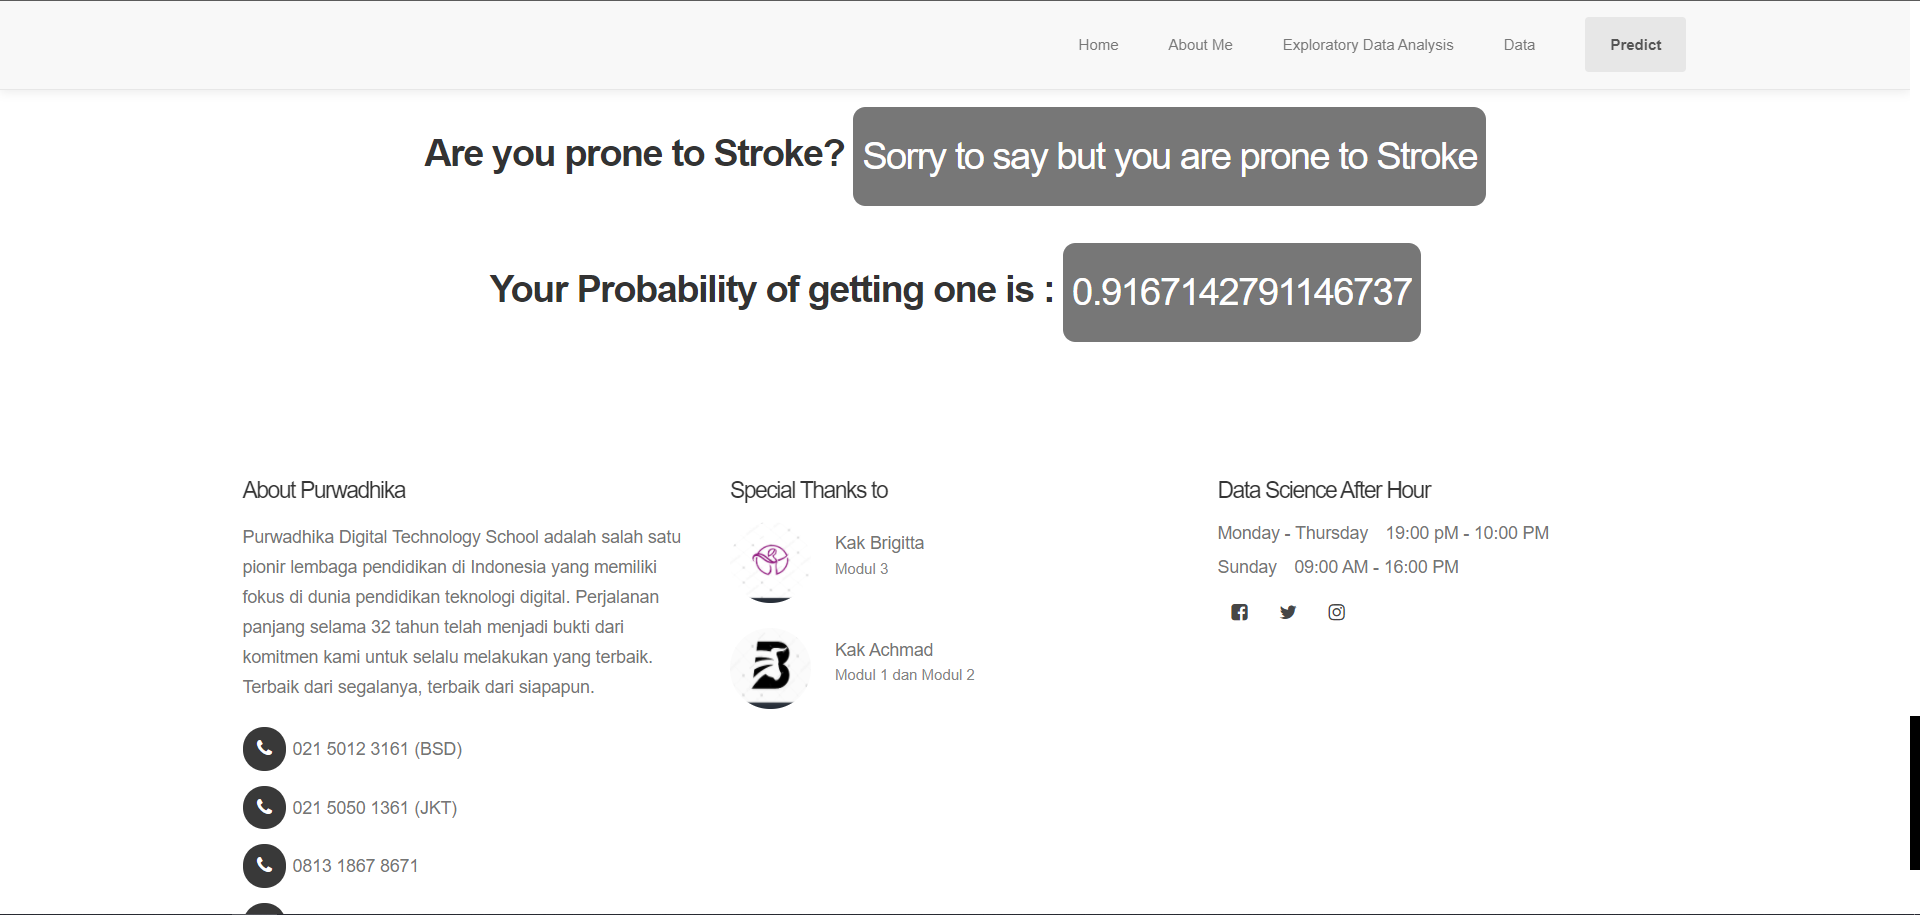 Home About Me Exploratory Data Analysis Data Predict
Are you prone to Stroke? Sorry to say but you are prone to Stroke
Your Probability of getting one is : 0.9167142791146737
About Purwadhika
Purwadhika Digital Technology School adalah salah satu
pionir lembaga pendidikan di Indonesia yang memiliki
fokus di dunia pendidikan teknologi digital. Perjalanan
panjang selama 32 tahun telah menjadi bukti dari
komitmen kami untuk selalu melakukan yang terbaik.
Terbaik dari segalanya, terbaik dari siapapun.
021 5012 3161 (BSD)
021 5050 1361 (JKT)
0813 1867 8671
Special Thanks to
Kak Brigitta
Modul 3
Kak Achmad
Modul 1 dan Modul 2
Data Science After Hour
Monday - Thursday 19:00 pM - 10:00 PM
Sunday 09:00 AM - 16:00 PM